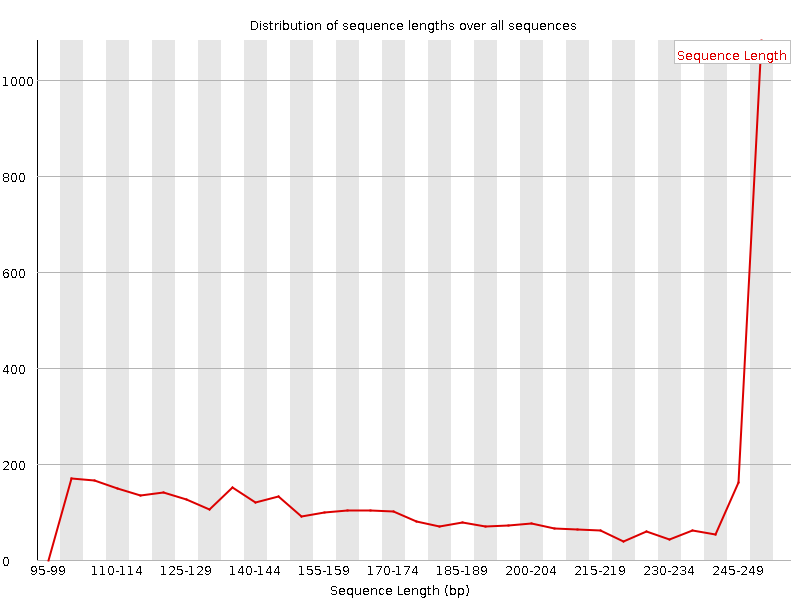 Distribution of sequence lengths over all sequences
Sequence Length
1000
800
600
400
200
0
95-99 110-114 125-129 140-144 155-159 170-174 185-189 200-204 215-219 230-234 245-249
Sequence Length (bp)